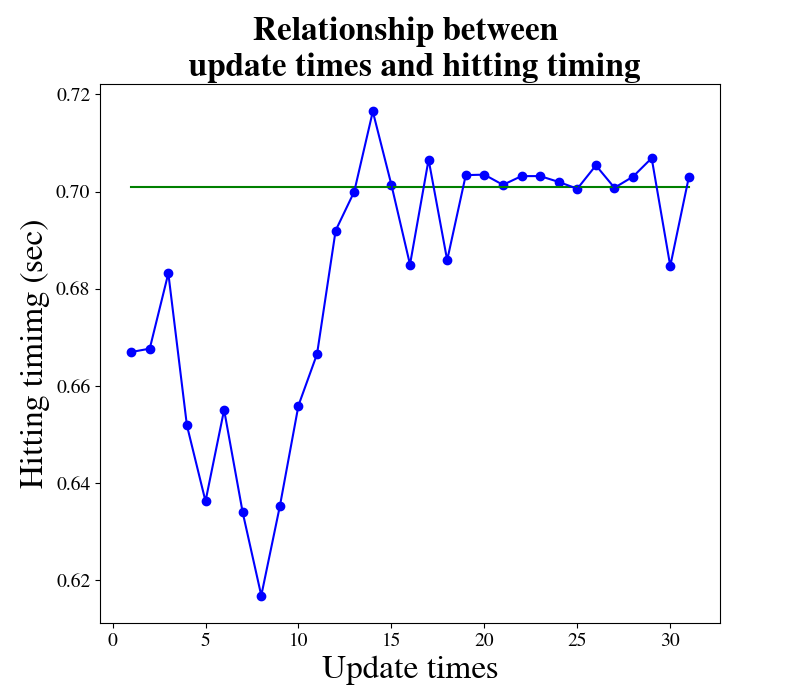 Relationship between
update times and hitting timing
0.72
0.70
0.68
0.66
0.64
0.62
Hitting timimg (sec)
0 5 10 15 20 25 30
Update times